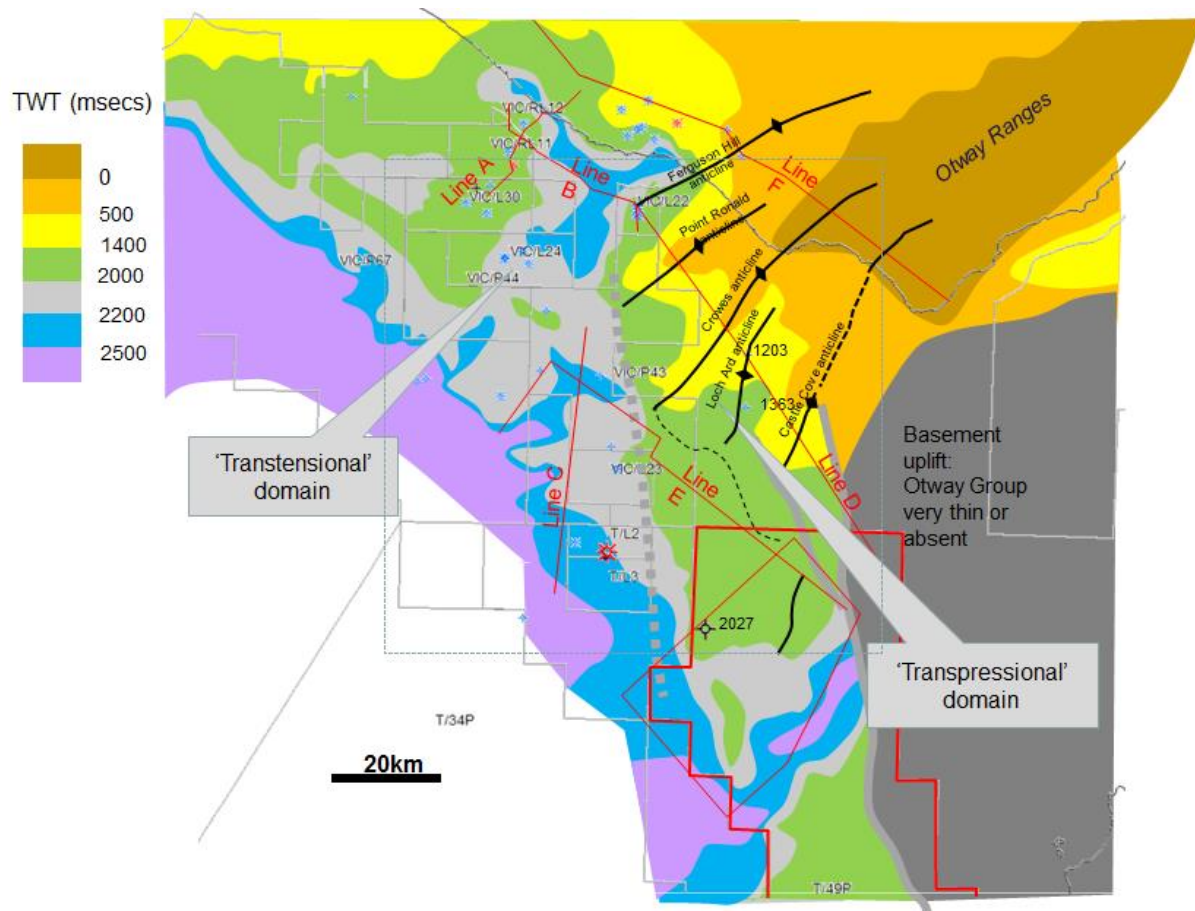 TWT (msecs)
0
500
1400
2000
2200
2500
VIC/RL12
VIC/RL11
Line A
Line
B
VIC/L30
VIC/L22
VIC/L24
VIC/P44
VIC/P67
Ferguson Hill
anticline
Point Ronald
anticline
Crowes anticline
Loch Ard anticline
1203
1363
Castle Cove anticline
Line
F
Otway Ranges
VIC/P43
VIC/L23
Line C
Line
E
Line D
'Transtensional'
domain
Basement
uplift:
Otway Group
very thin or
absent
T/L2
T/L3
2027
'Transpressional'
domain
T/34P
20km
T/49P